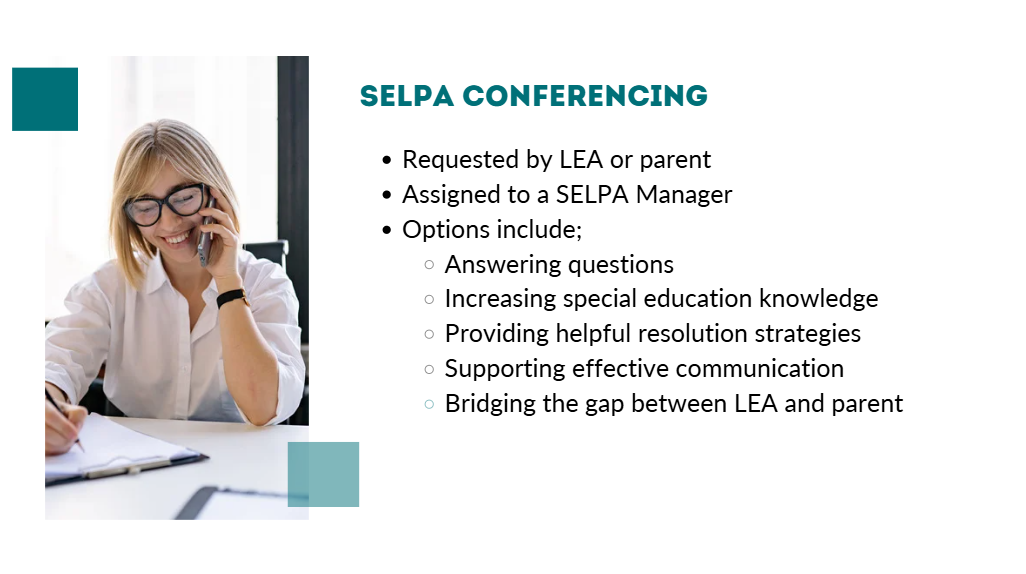 SELPA CONFERENCING
• Requested by LEA or parent
• Assigned to a SELPA Manager
• Options include;
○ Answering questions
○ Increasing special education knowledge
○ Providing helpful resolution strategies
○ Supporting effective communication
○ Bridging the gap between LEA and parent